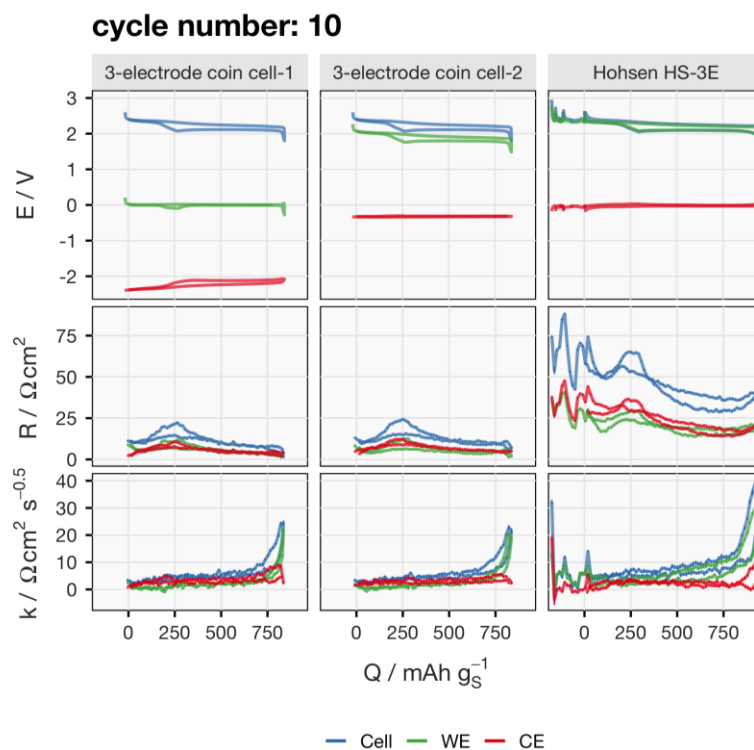 cycle number: 10
3-electrode coin cell-1
3-electrode coin cell-2
Hohsen HS-3E
E / V
3
2
1
0
-1
-2
R / Ωcm²
75
50
25
0
k / Ωcm² s⁻⁰·⁵
40
30
20
10
0
0 250 500 750
0 250 500 750
0 250 500 750
Q / mAh g_S⁻¹
Cell WE CE